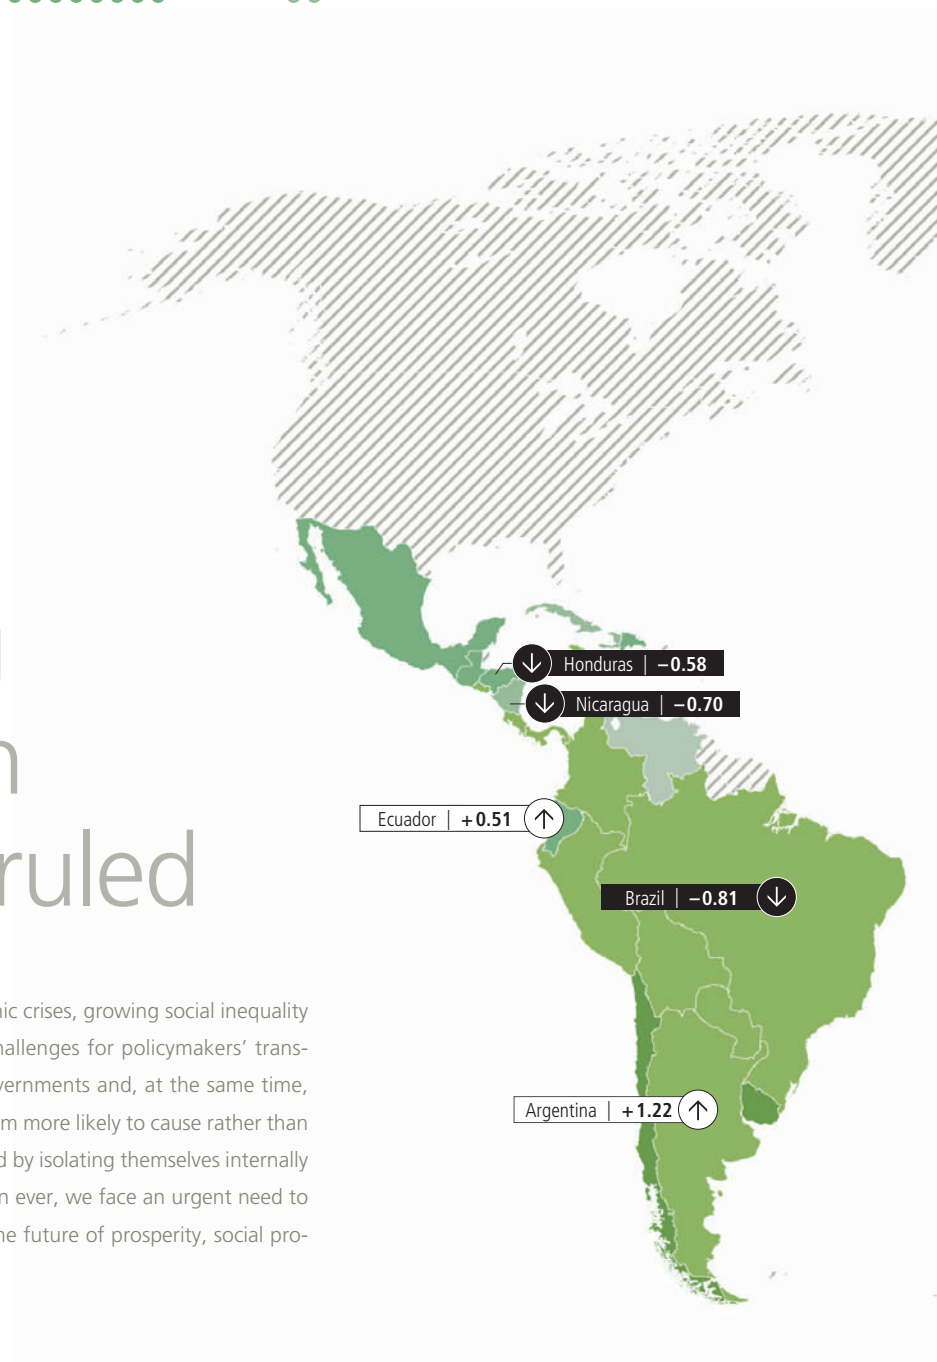 ruled
nic crises, growing social inequality
hallenges for policymakers’ trans-
vernments and, at the same time,
m more likely to cause rather than
d by isolating themselves internally
n ever, we face an urgent need to
he future of prosperity, social pro-
Honduras | −0.58
Nicaragua | −0.70
Ecuador | +0.51
Brazil | −0.81
Argentina | +1.22